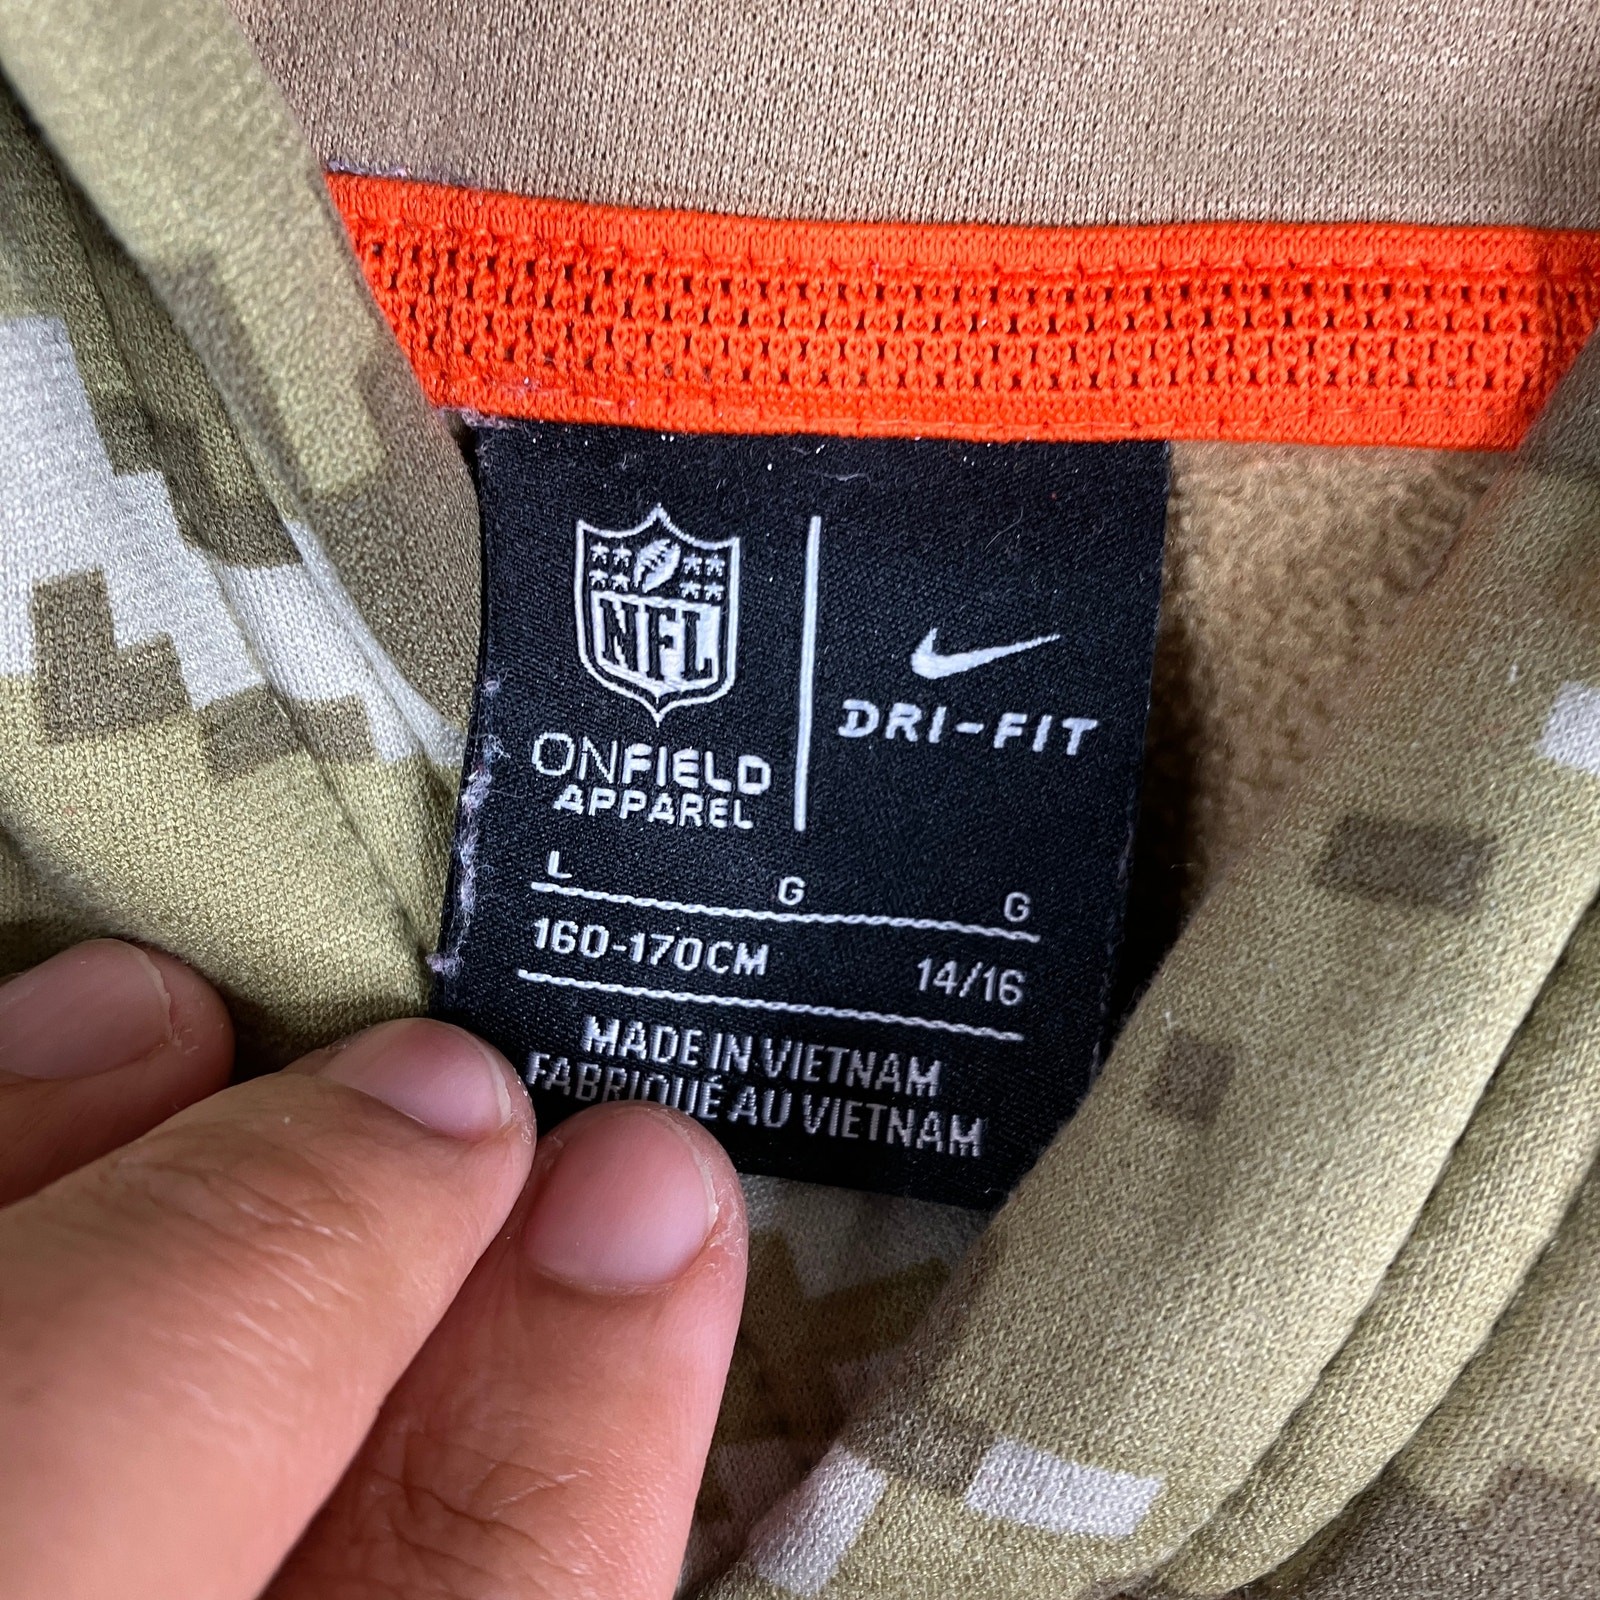 NFL
ONFIELD
APPAREL
DRI-FIT
L G G
160-170CM 14/16
MADE IN VIETNAM
FABRIQUÉ AU VIETNAM